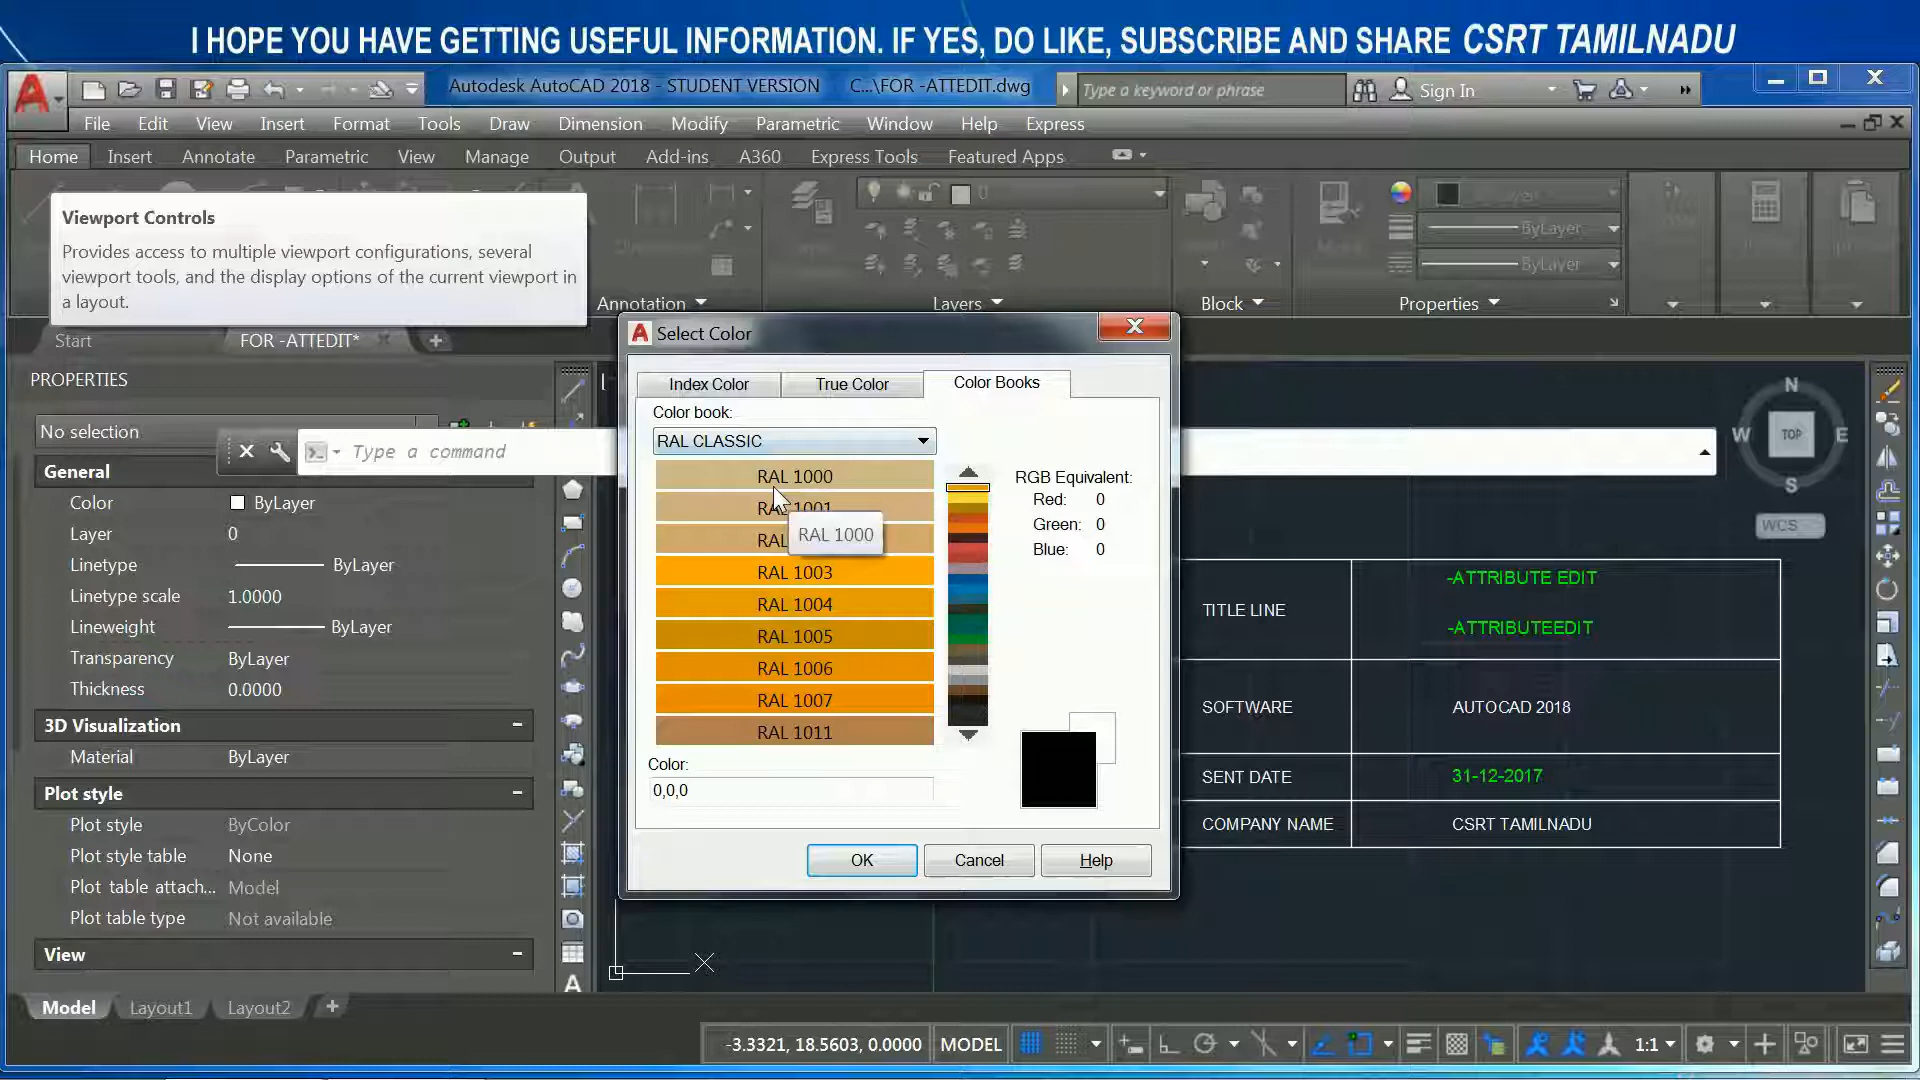 I HOPE YOU HAVE GETTING USEFUL INFORMATION. IF YES, DO LIKE, SUBSCRIBE AND SHARE CSRT TAMILNADU
Autodesk AutoCAD 2018 - STUDENT VERSION C:\...\FOR -ATTEDIT.dwg
Type a keyword or phrase
Sign In
File Edit View Insert Format Tools Draw Dimension Modify Parametric Window Help Express
Home Insert Annotate Parametric View Manage Output Add-ins A360 Express Tools Featured Apps
Viewport Controls
Provides access to multiple viewport configurations, several
viewport tools, and the display options of the current viewport in
a layout.
0
ByLayer
ByLayer
Annotation Layers Block Properties
Start FOR -ATTEDIT*
PROPERTIES
No selection
Type a command
General
Color ByLayer
Layer 0
Linetype ByLayer
Linetype scale 1.0000
Lineweight ByLayer
Transparency ByLayer
Thickness 0.0000
3D Visualization
Material ByLayer
Plot style
Plot style ByColor
Plot style table None
Plot table attach... Model
Plot table type Not available
View
Select Color
Index Color True Color Color Books
Color book:
RAL CLASSIC
RAL 1000
RAL 1001
RAL
RAL 1000
RAL 1003
RAL 1004
RAL 1005
RAL 1006
RAL 1007
RAL 1011
RGB Equivalent:
Red: 0
Green: 0
Blue: 0
Color:
0,0,0
OK Cancel Help
N
W TOP E
S
WCS
TITLE LINE
-ATTRIBUTE EDIT
-ATTRIBUTEEDIT
SOFTWARE AUTOCAD 2018
SENT DATE 31-12-2017
COMPANY NAME CSRT TAMILNADU
X
Model Layout1 Layout2 +
-3.3321, 18.5603, 0.0000 MODEL 1:1